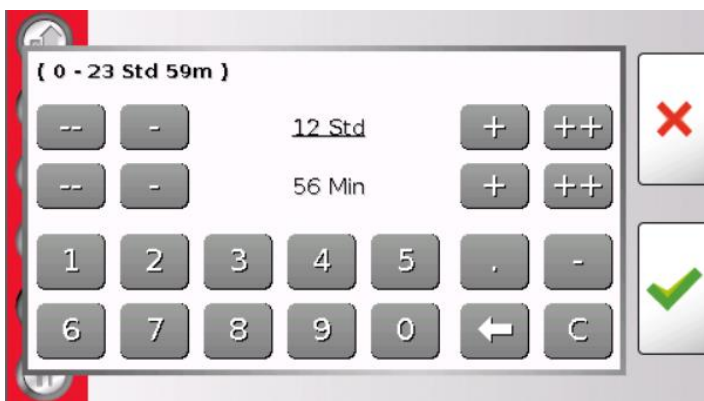 ( 0 - 23 Std 59m )
-- - 12 Std + ++
-- - 56 Min + ++
1 2 3 4 5 . -
6 7 8 9 0 C